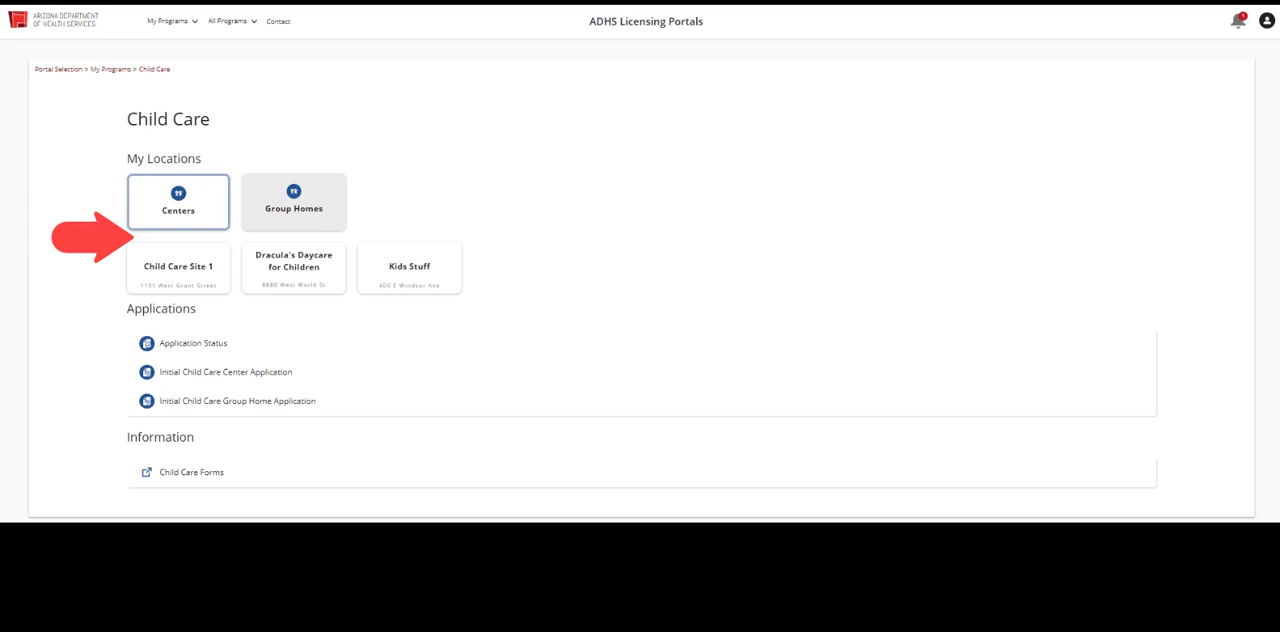 ARIZONA DEPARTMENT
OF HEALTH SERVICES
My Programs
All Programs
Contact
ADHS Licensing Portals
1
Portal Selection > My Programs > Child Care
Child Care
My Locations
Centers
Group Homes
Child Care Site 1
1101 West Grant Street
Dracula's Daycare
for Children
8880 West World St
Kids Stuff
400 E Windsor Ave
Applications
Application Status
Initial Child Care Center Application
Initial Child Care Group Home Application
Information
Child Care Forms